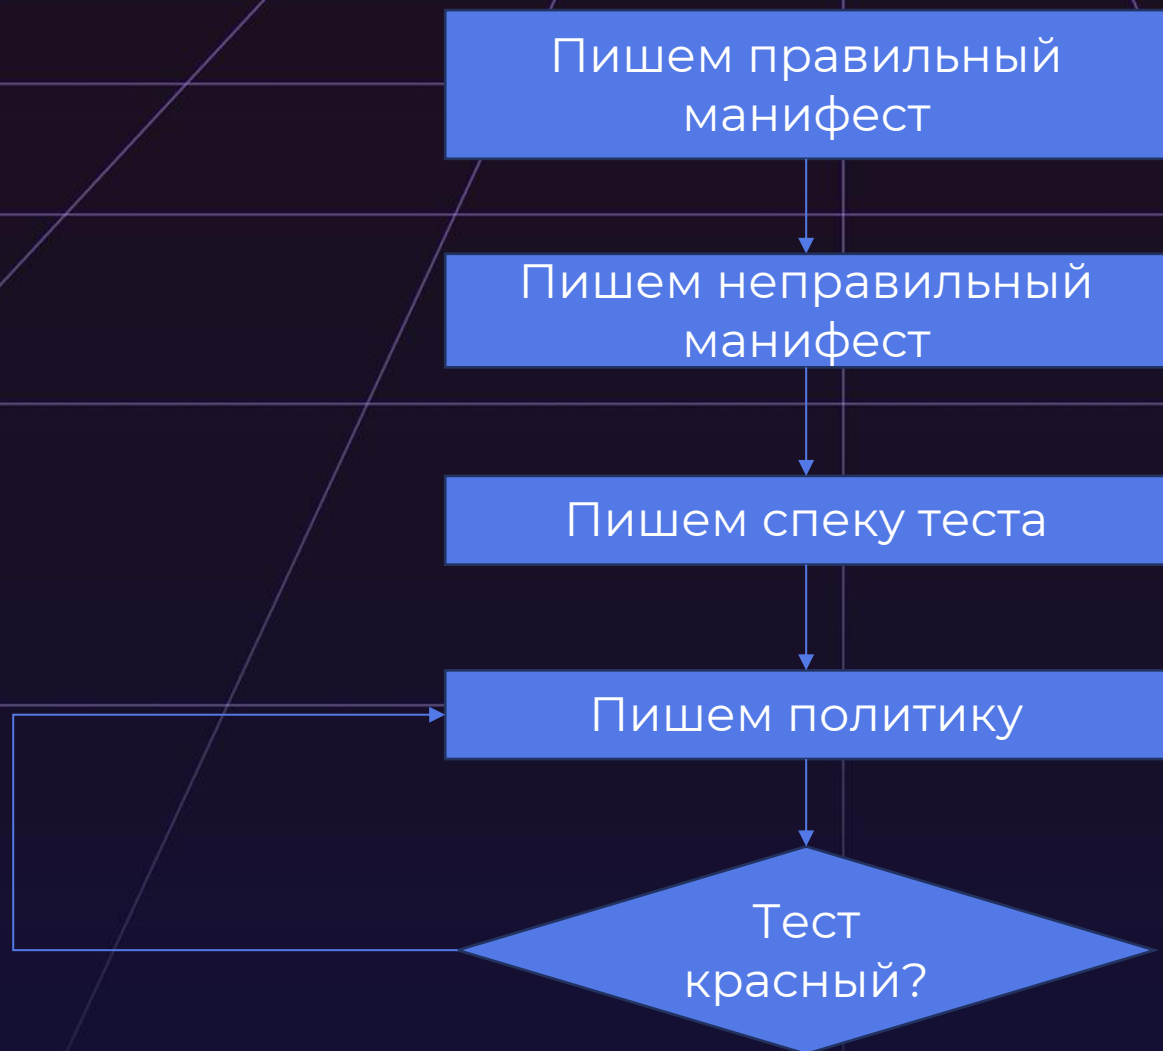 Пишем правильный
манифест
Пишем неправильный
манифест
Пишем спеку теста
Пишем политику
Тест
красный?